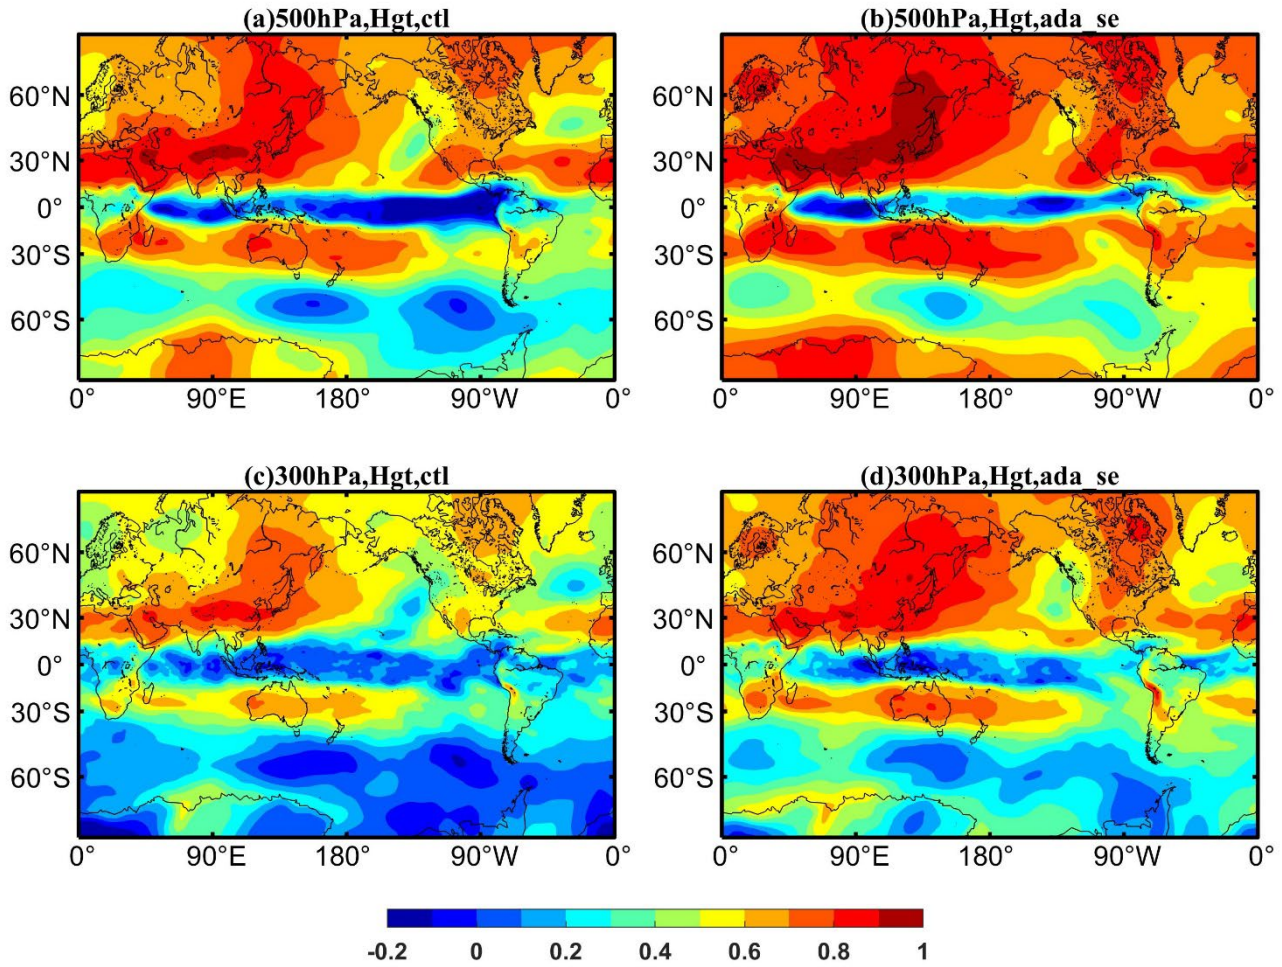 (a)500hPa,Hgt,ctl
(b)500hPa,Hgt,ada_se
60°N
30°N
0°
30°S
60°S
0°
90°E
180°
90°W
0°
60°N
30°N
0°
30°S
60°S
0°
90°E
180°
90°W
0°
(c)300hPa,Hgt,ctl
(d)300hPa,Hgt,ada_se
60°N
30°N
0°
30°S
60°S
0°
90°E
180°
90°W
0°
60°N
30°N
0°
30°S
60°S
0°
90°E
180°
90°W
0°
-0.2 0 0.2 0.4 0.6 0.8 1